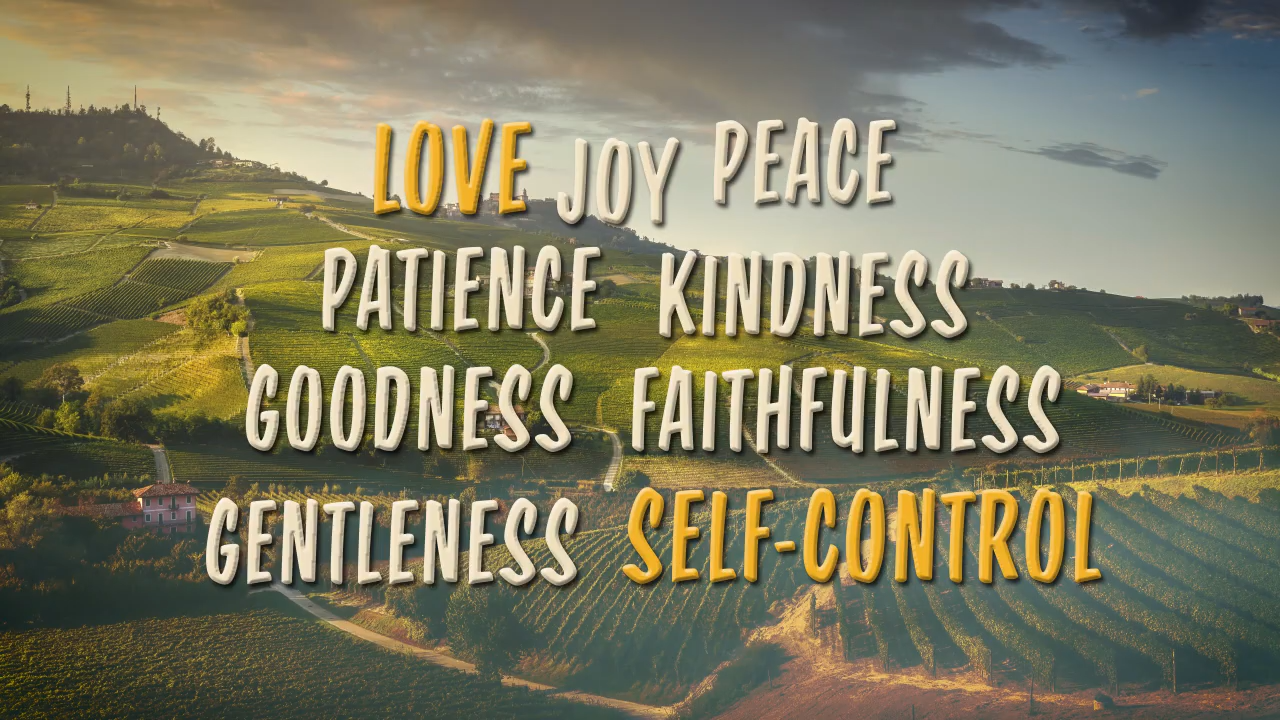 LOVE JOY PEACE
PATIENCE KINDNESS
GOODNESS FAITHFULNESS
GENTLENESS SELF-CONTROL